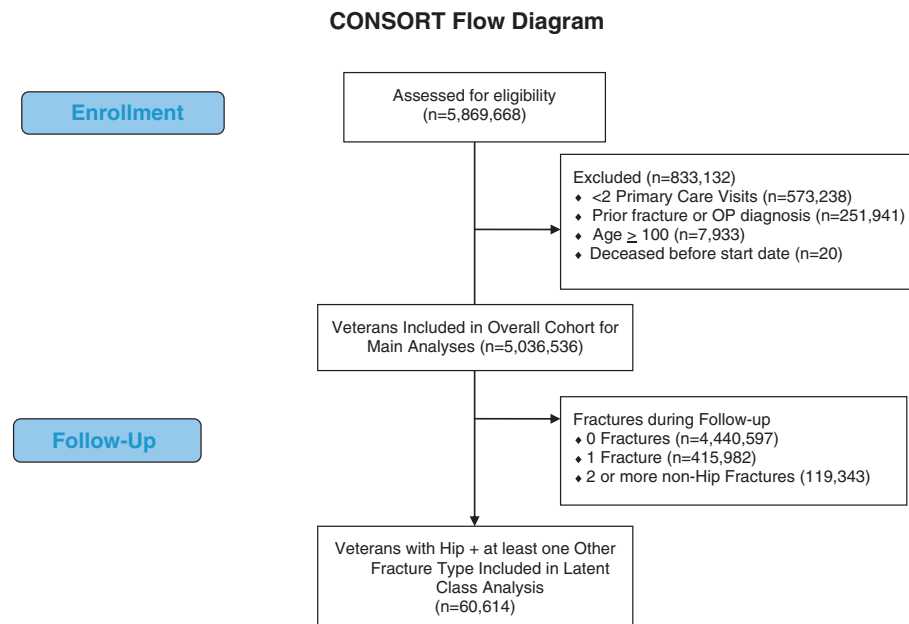 CONSORT Flow Diagram
Enrollment
Assessed for eligibility
(n=5,869,668)
Excluded (n=833,132)
♦ <2 Primary Care Visits (n=573,238)
♦ Prior fracture or OP diagnosis (n=251,941)
♦ Age ≥ 100 (n=7,933)
♦ Deceased before start date (n=20)
Veterans Included in Overall Cohort for
Main Analyses (n=5,036,536)
Follow-Up
Fractures during Follow-up
♦ 0 Fractures (n=4,440,597)
♦ 1 Fracture (n=415,982)
♦ 2 or more non-Hip Fractures (119,343)
Veterans with Hip + at least one Other
Fracture Type Included in Latent
Class Analysis
(n=60,614)